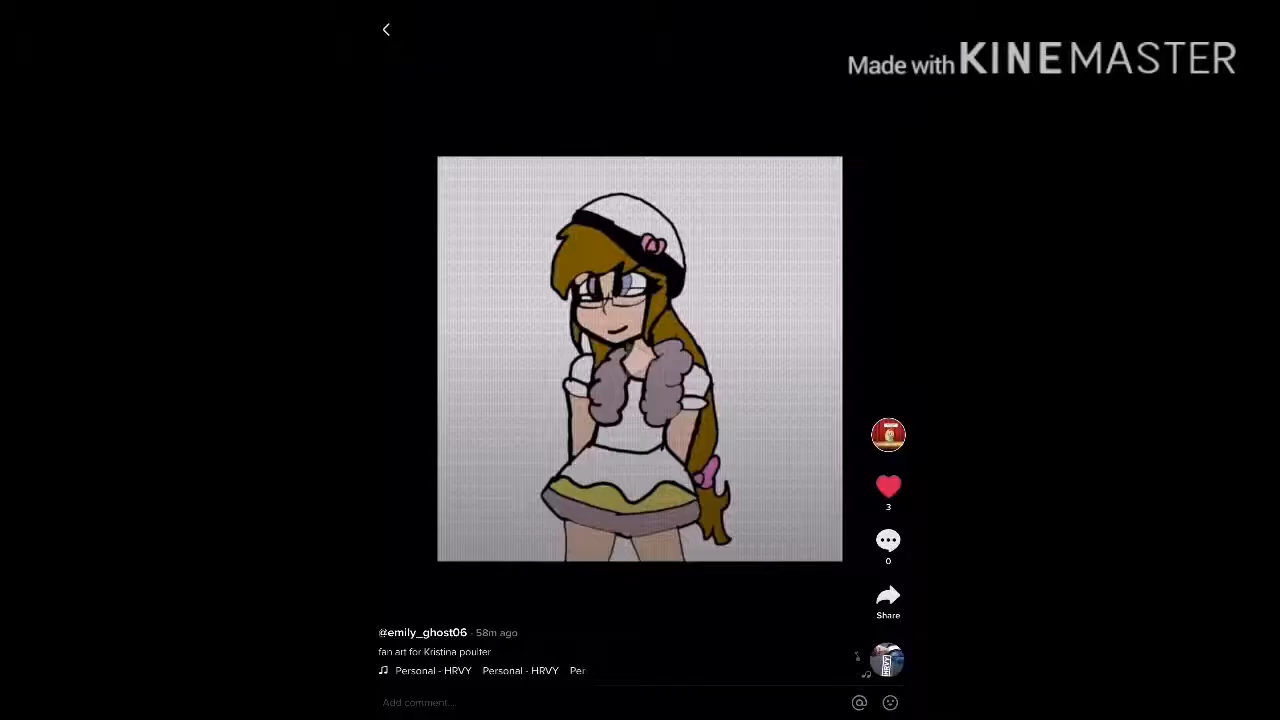 Made with KINEMASTER
3
0
Share
@emily_ghost06 · 58m ago
fan art for Kristina poulter
Personal - HRVY Personal - HRVY Per
HRVY
Add comment...